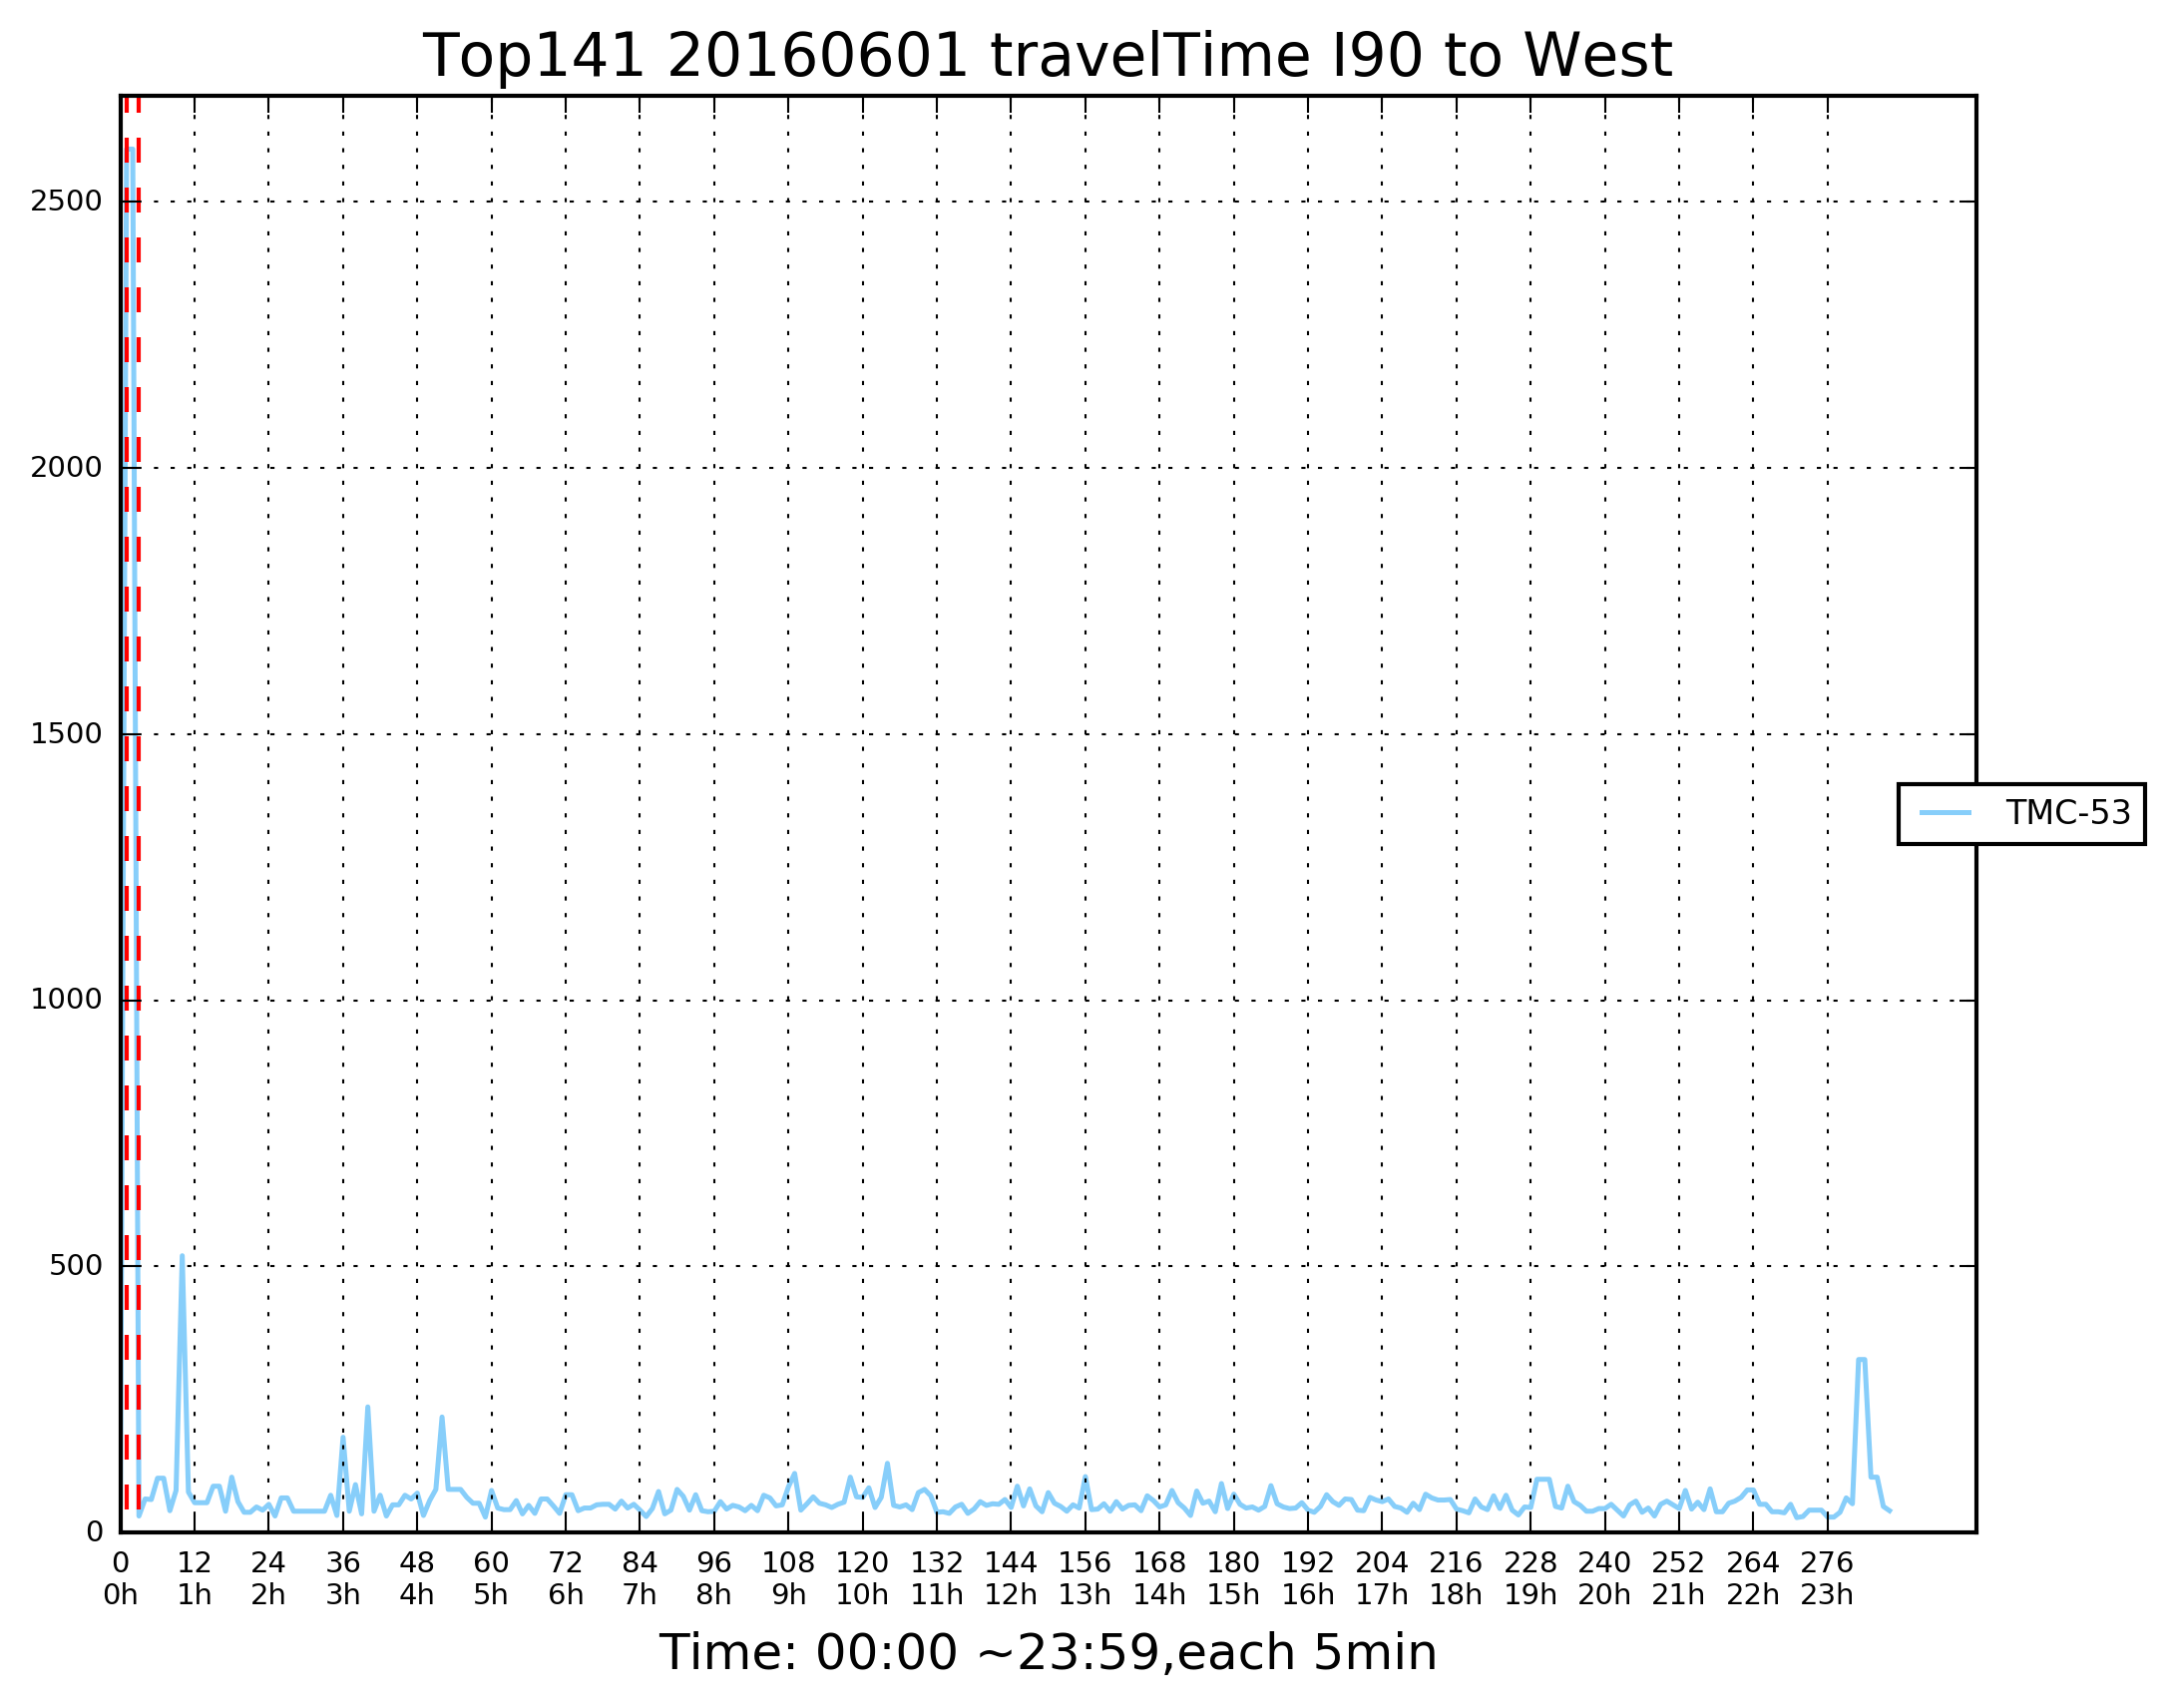 Top141 20160601 travelTime I90 to West
2500
2000
1500
1000
500
0
TMC-53
0 12 24 36 48 60 72 84 96 108 120 132 144 156 168 180 192 204 216 228 240 252 264 276
0h 1h 2h 3h 4h 5h 6h 7h 8h 9h 10h 11h 12h 13h 14h 15h 16h 17h 18h 19h 20h 21h 22h 23h
Time: 00:00 ~23:59,each 5min